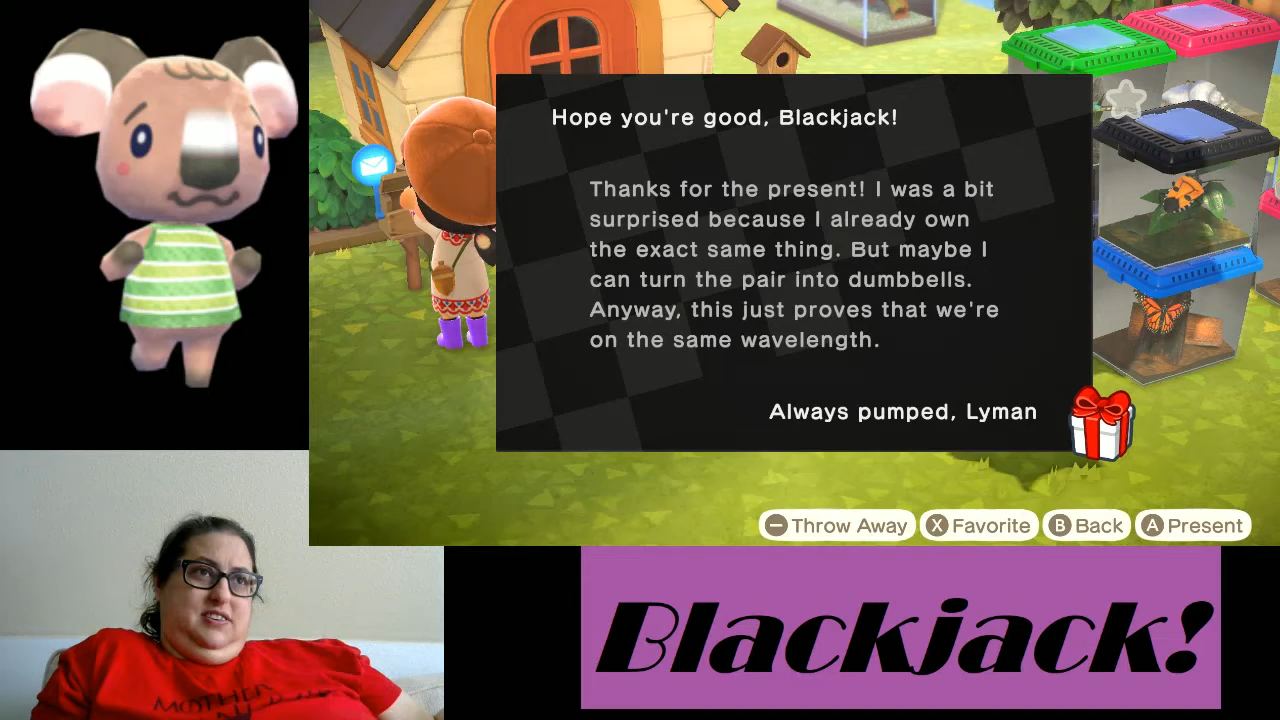 Hope you're good, Blackjack!
Thanks for the present! I was a bit
surprised because I already own
the exact same thing. But maybe I
can turn the pair into dumbbells.
Anyway, this just proves that we're
on the same wavelength.
Always pumped, Lyman
− Throw Away
X Favorite
B Back
A Present
MOTHER
Blackjack!